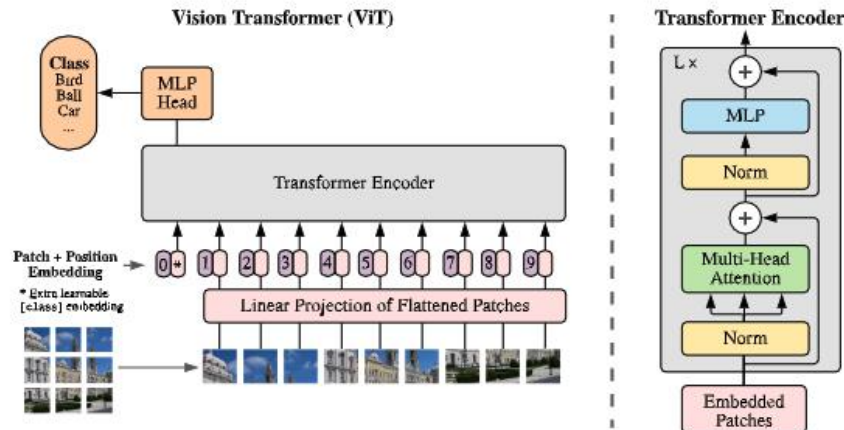 Vision Transformer (ViT)
Class
Bird
Ball
Car
...
MLP
Head
Transformer Encoder
Patch + Position
Embedding
0 * 1 2 3 4 5 6 7 8 9
* Extra learnable
[class] embedding
Linear Projection of Flattened Patches
Transformer Encoder
L ×
+
MLP
Norm
+
Multi-Head
Attention
Norm
Embedded
Patches